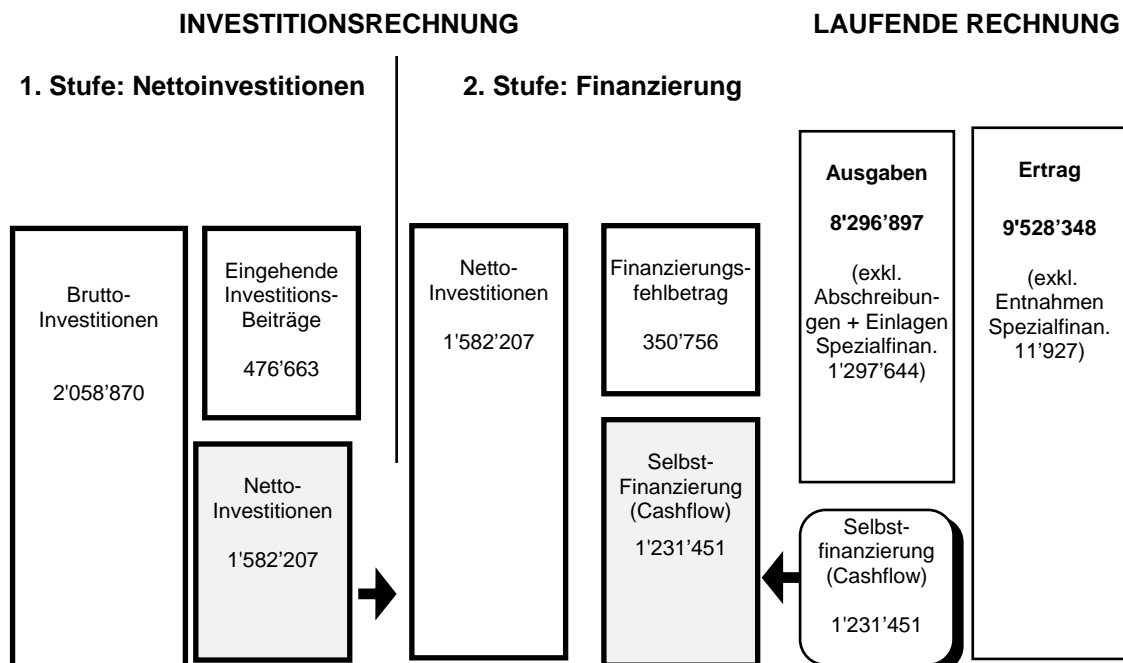 INVESTITIONSRECHNUNG
LAUFENDE RECHNUNG
1. Stufe: Nettoinvestitionen
2. Stufe: Finanzierung
Brutto-
Investitionen
2'058'870
Eingehende
Investitions-
Beiträge
476’663
Netto-
Investitionen
1'582’207
Netto-
Investitionen
1'582’207
Finanzierungs-
fehlbetrag
350’756
Selbst-
Finanzierung
(Cashflow)
1'231’451
Ausgaben
8'296’897
(exkl.
Abschreibun-
gen + Einlagen
Spezialfinan.
1'297’644)
Selbst-
finanzierung
(Cashflow)
1'231’451
Ertrag
9'528’348
(exkl.
Entnahmen
Spezialfinan.
11’927)